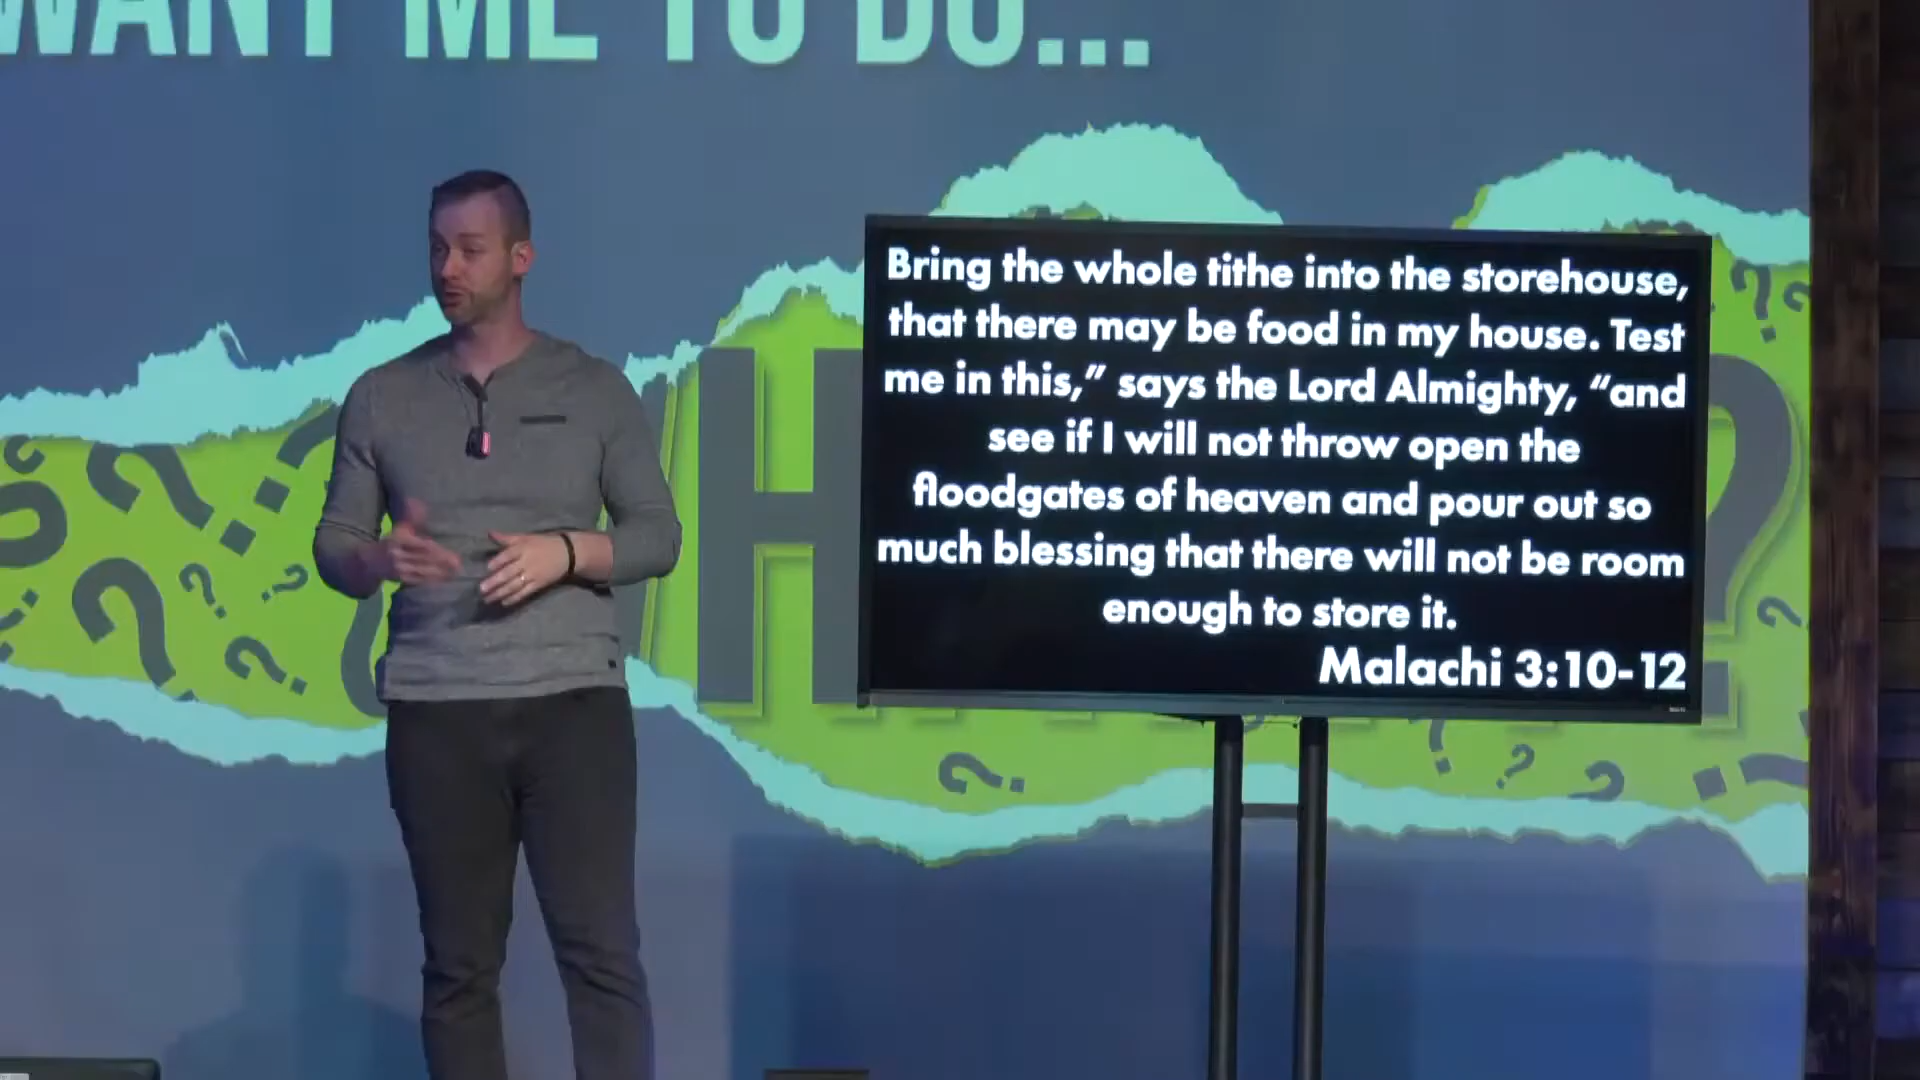 WANT ME TO DO...
Bring the whole tithe into the storehouse,
that there may be food in my house. Test
me in this,” says the Lord Almighty, “and
see if I will not throw open the
floodgates of heaven and pour out so
much blessing that there will not be room
enough to store it.
Malachi 3:10-12